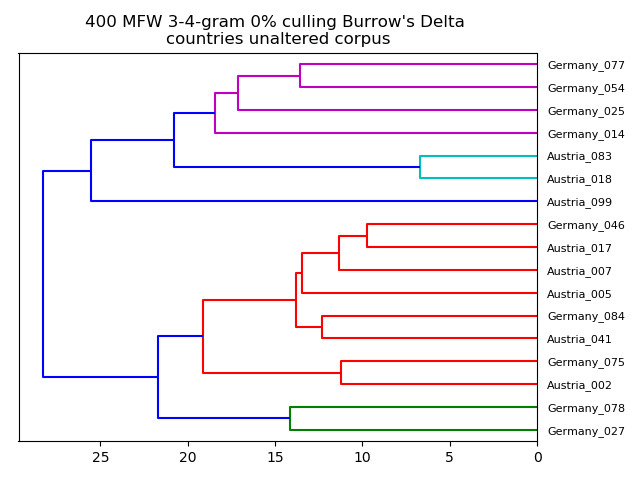 400 MFW 3-4-gram 0% culling Burrow's Delta
countries unaltered corpus
Germany_077
Germany_054
Germany_025
Germany_014
Austria_083
Austria_018
Austria_099
Germany_046
Austria_017
Austria_007
Austria_005
Germany_084
Austria_041
Germany_075
Austria_002
Germany_078
Germany_027
25 20 15 10 5 0